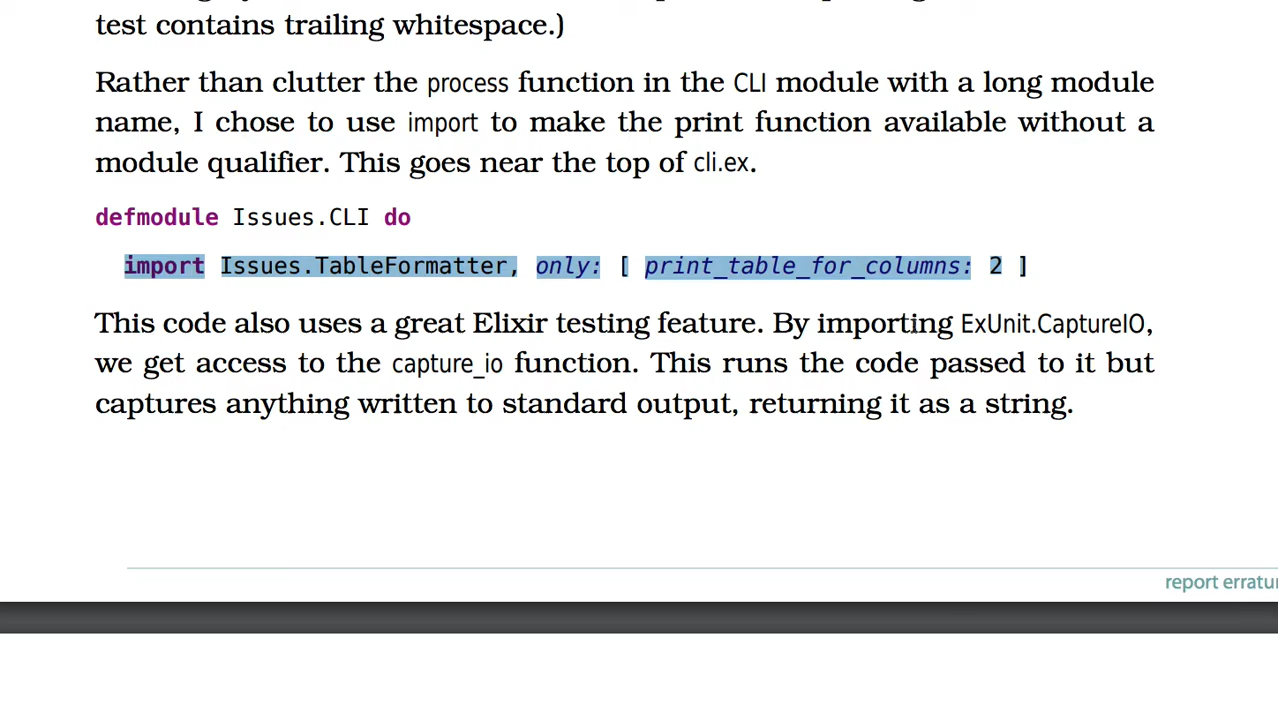 test contains trailing whitespace.)
Rather than clutter the process function in the CLI module with a long module
name, I chose to use import to make the print function available without a
module qualifier. This goes near the top of cli.ex.
defmodule Issues.CLI do
import Issues.TableFormatter, only: [ print_table_for_columns: 2 ]
This code also uses a great Elixir testing feature. By importing ExUnit.CaptureIO,
we get access to the capture_io function. This runs the code passed to it but
captures anything written to standard output, returning it as a string.
report